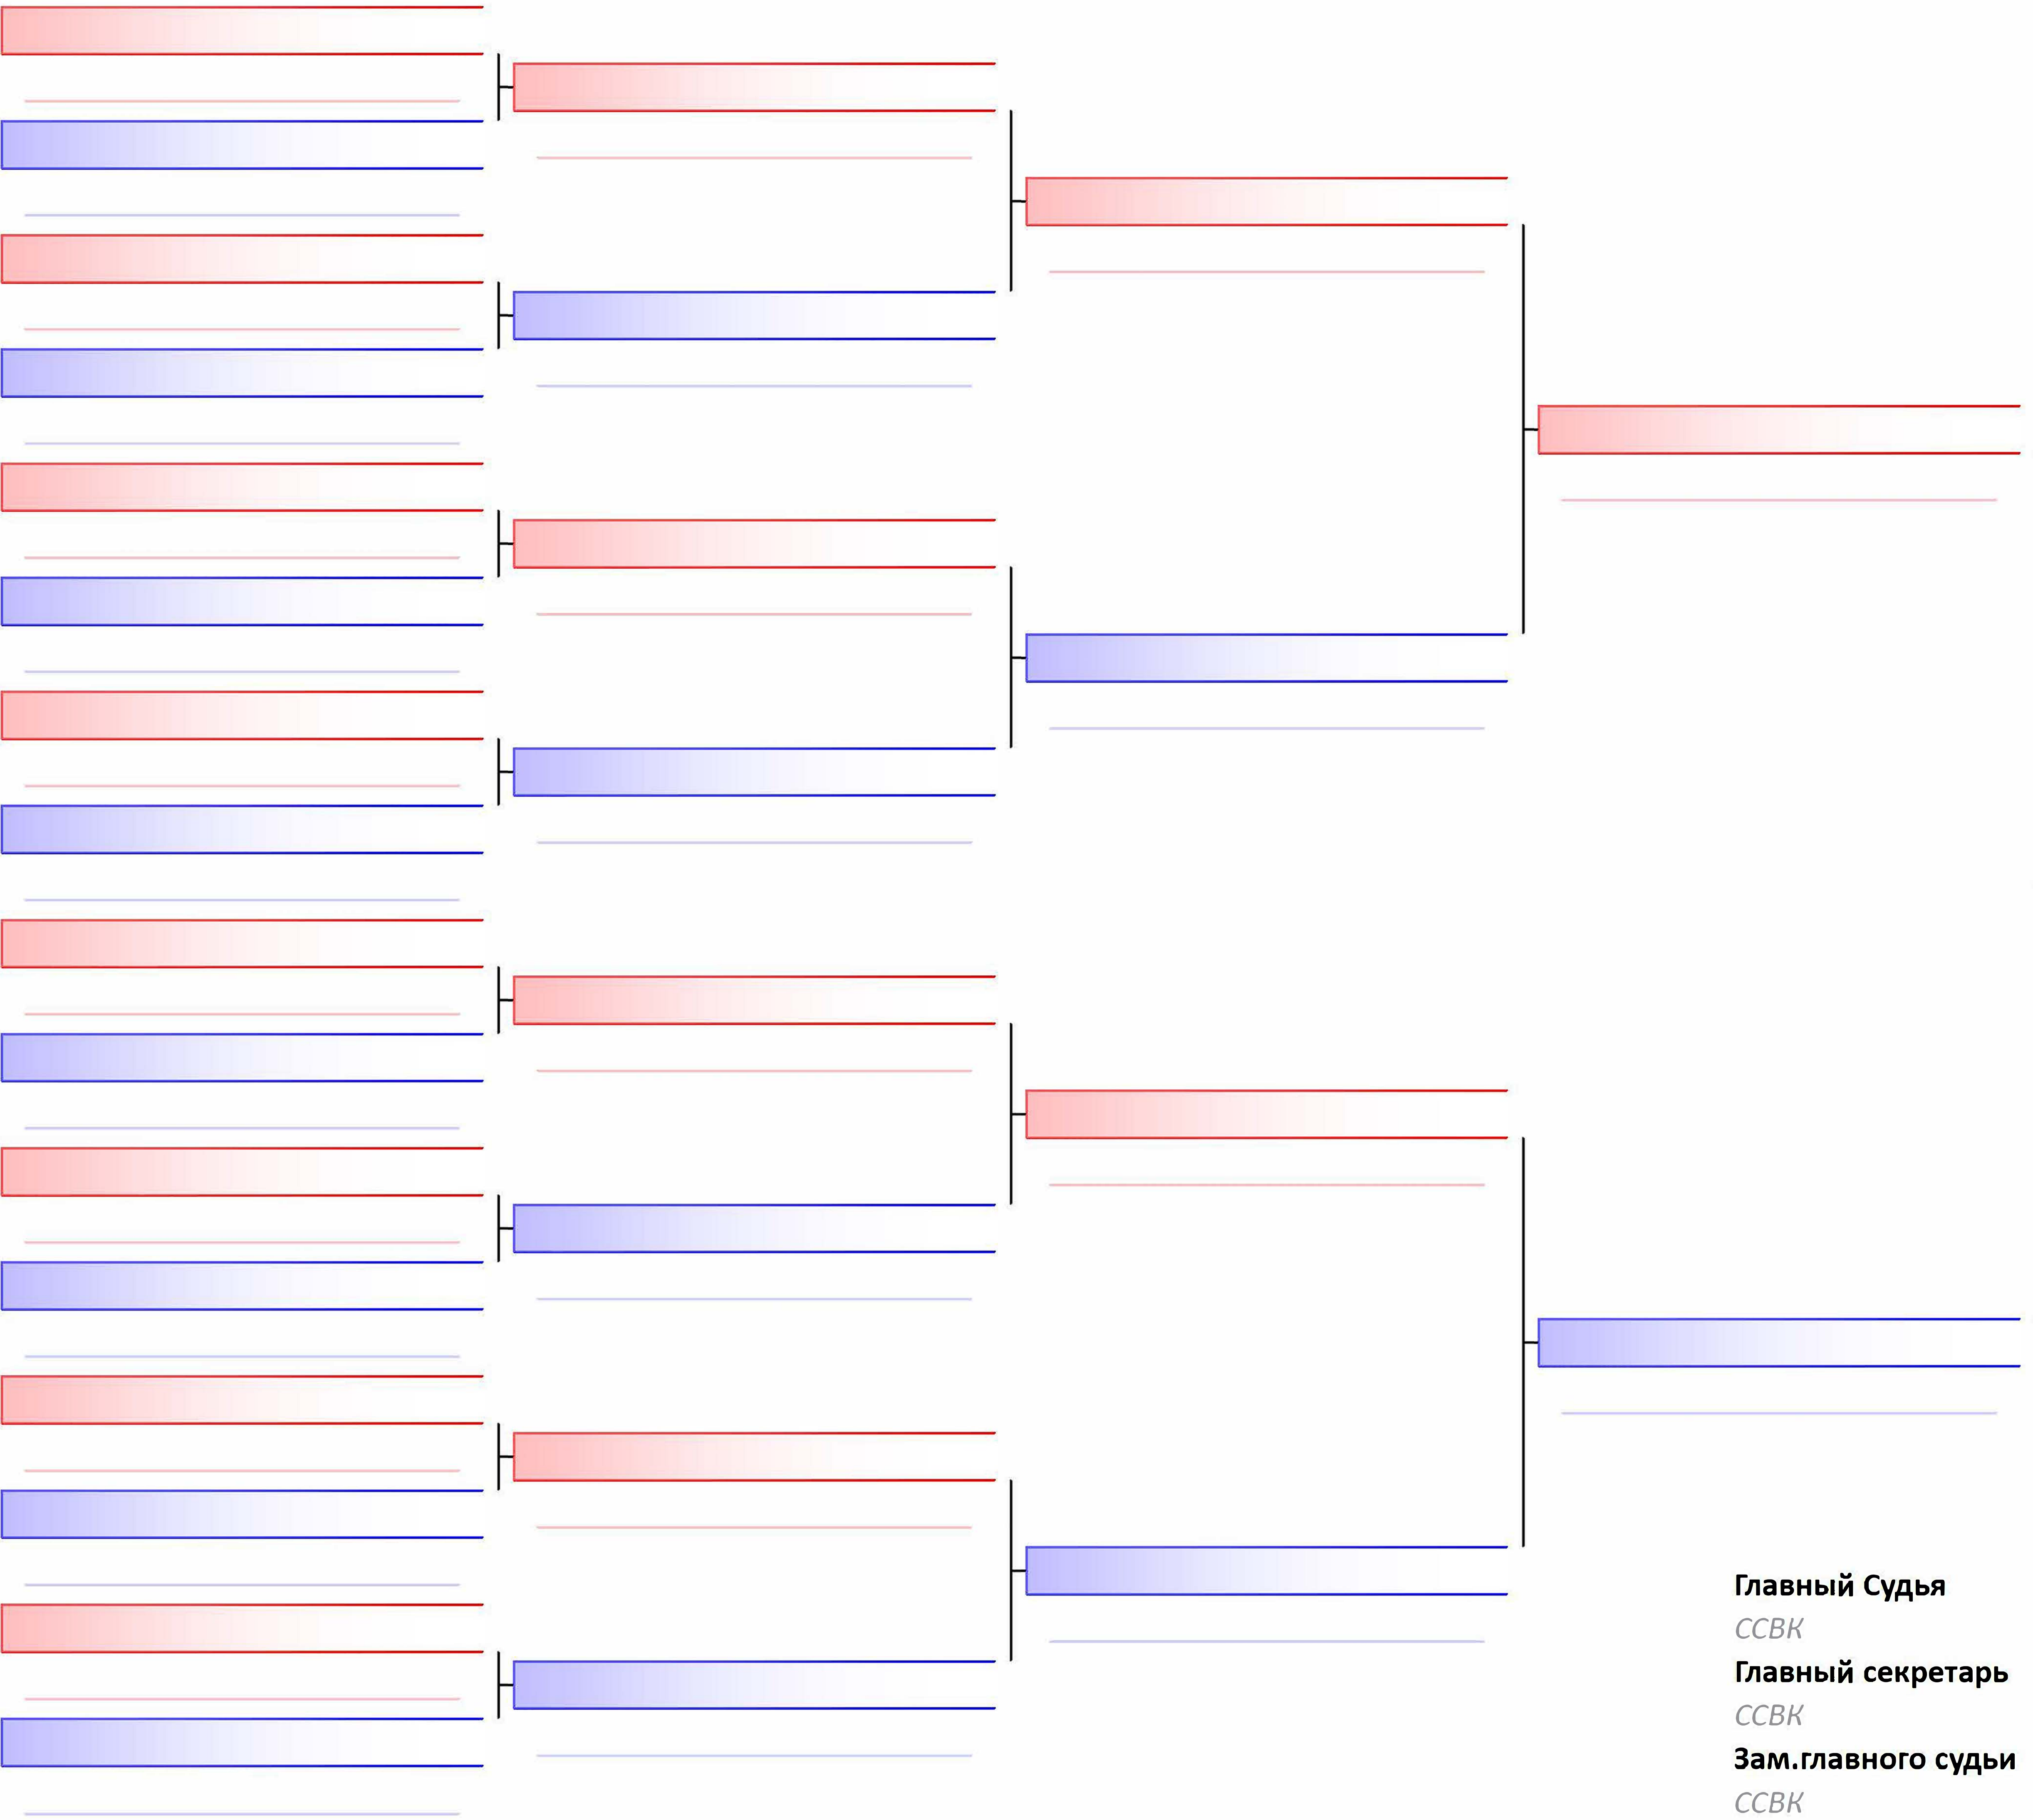 Главный Судья
ССВК
Главный секретарь
ССВК
Зам.главного судьи
ССВК